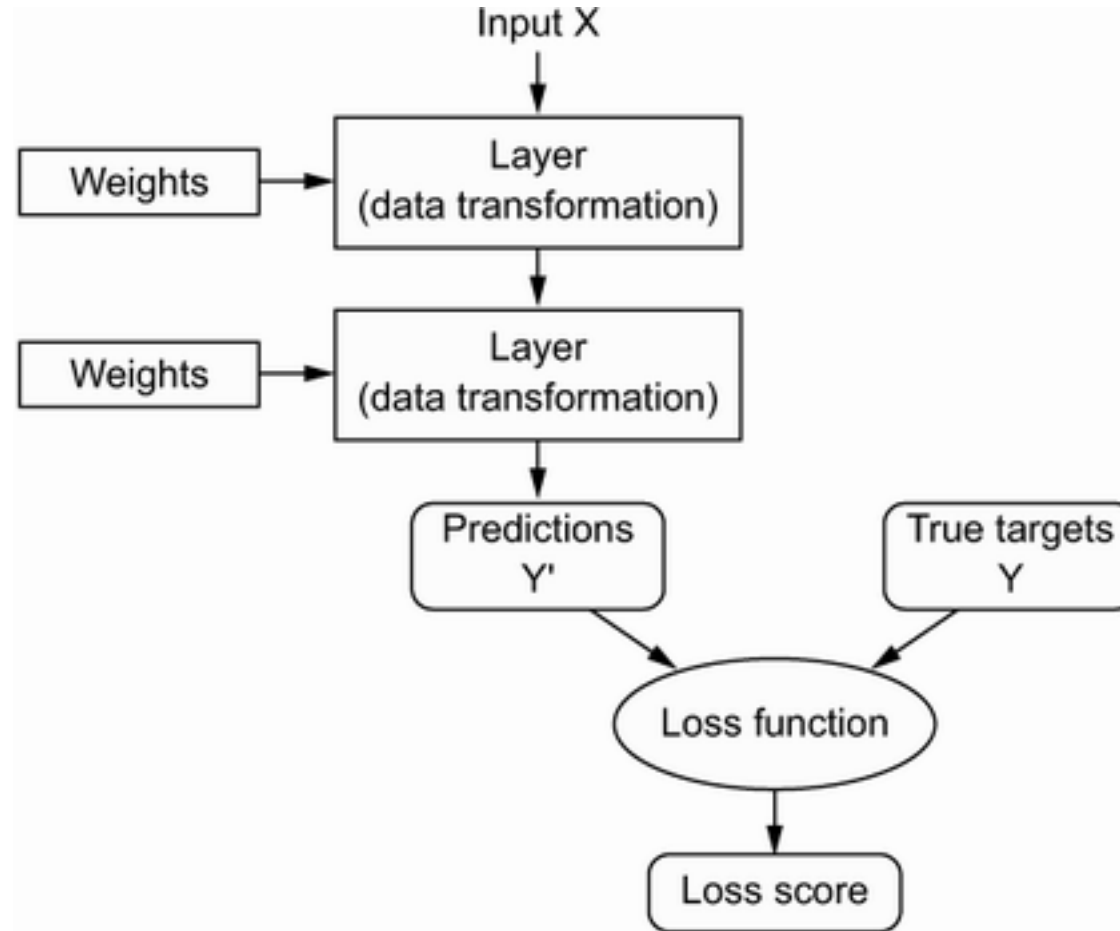 Input X
Weights
Layer
(data transformation)
Weights
Layer
(data transformation)
Predictions
Y'
True targets
Y
Loss function
Loss score